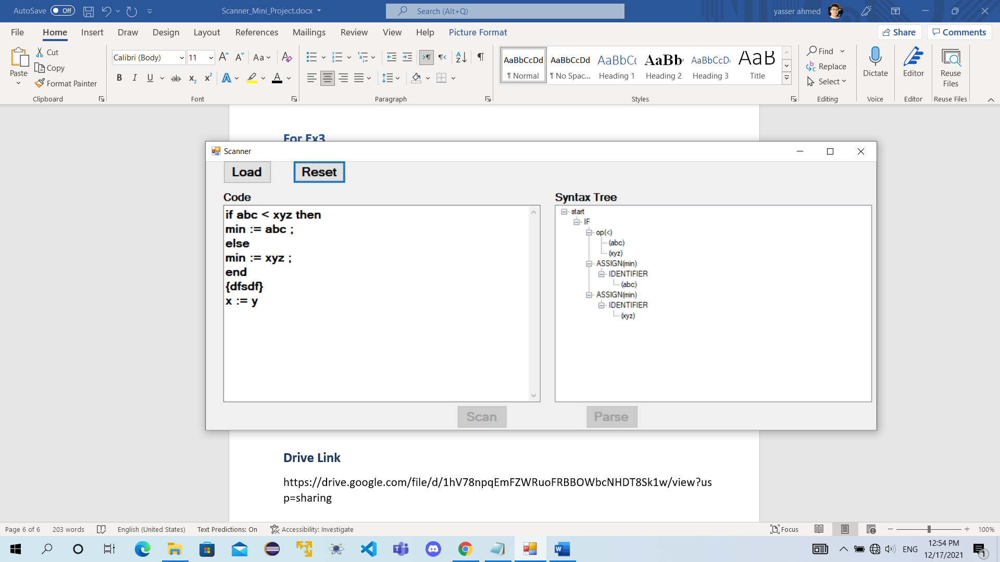 AutoSave Off Scanner_Mini_Project.docx Search (Alt+Q) yasser ahmed
File Home Insert Draw Design Layout References Mailings Review View Help Picture Format Share Comments
Paste Cut Copy Format Painter
Clipboard
Calibri (Body) 11
Font
Paragraph
AaBbCcDd AaBbCcDd AaBbCc AaBb AaBbCcD AaB
¶ Normal ¶ No Spac... Heading 1 Heading 2 Heading 3 Title
Styles
Find
Replace
Select
Editing
Dictate
Voice
Editor
Editor
Reuse Files
Reuse Files
For Ex3
Scanner
Load Reset
Code
if abc < xyz then
min := abc ;
else
min := xyz ;
end
{dfsdf}
x := y
Syntax Tree
start
IF
op(<)
(abc)
(xyz)
ASSIGN(min)
IDENTIFIER
(abc)
ASSIGN(min)
IDENTIFIER
(xyz)
Scan Parse
Drive Link
https://drive.google.com/file/d/1hV78npqEmFZWRuoFRBBOWbcNHDT8Sk1w/view?us
p=sharing
Page 6 of 6 203 words English (United States) Text Predictions: On Accessibility: Investigate Focus 100%
ENG 12:54 PM
12/17/2021 1